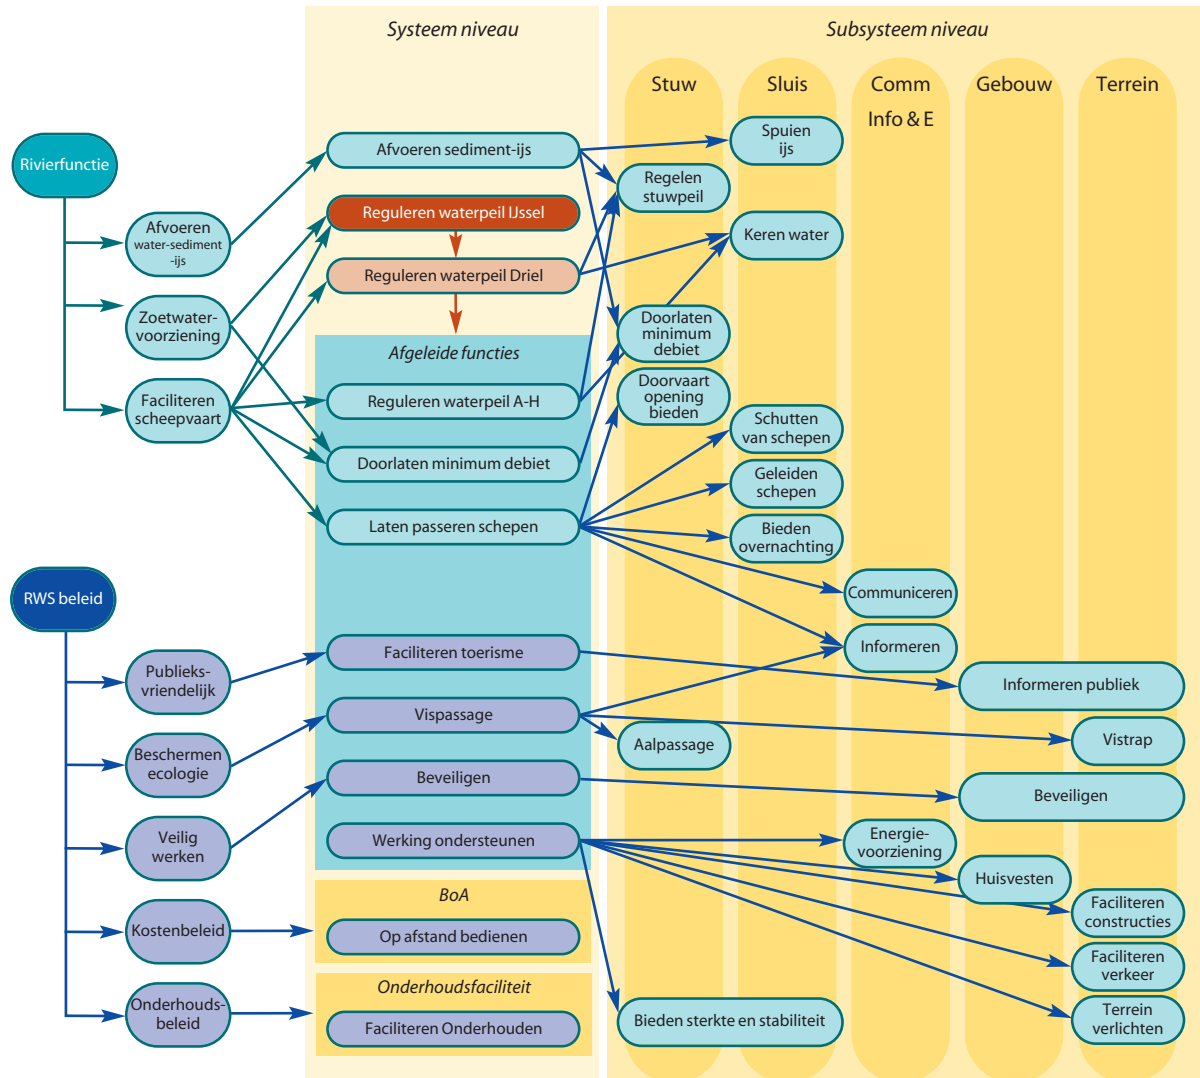 Systeem niveau
Subsysteem niveau
Stuw
Sluis
Comm
Info & E
Gebouw
Terrein
Rivierfunctie
Afvoeren
water-sediment
-ijs
Zoetwater-
voorziening
Faciliteren
scheepvaart
RWS beleid
Publieks-
vriendelijk
Beschermen
ecologie
Veilig
werken
Kostenbeleid
Onderhouds-
beleid
Afvoeren sediment-ijs
Reguleren waterpeil IJssel
Reguleren waterpeil Driel
Afgeleide functies
Reguleren waterpeil A-H
Doorlaten minimum debiet
Laten passeren schepen
Faciliteren toerisme
Vispassage
Beveiligen
Werking ondersteunen
BoA
Op afstand bedienen
Onderhoudsfaciliteit
Faciliteren Onderhouden
Regelen
stuwpeil
Doorlaten
minimum
debiet
Doorvaart
opening
bieden
Aalpassage
Bieden sterkte en stabiliteit
Spuien
ijs
Keren water
Schutten
van schepen
Geleiden
schepen
Bieden
overnachting
Communiceren
Informeren
Energie-
voorziening
Informeren publiek
Beveiligen
Huisvesten
Vistrap
Faciliteren
constructies
Faciliteren
verkeer
Terrein
verlichten